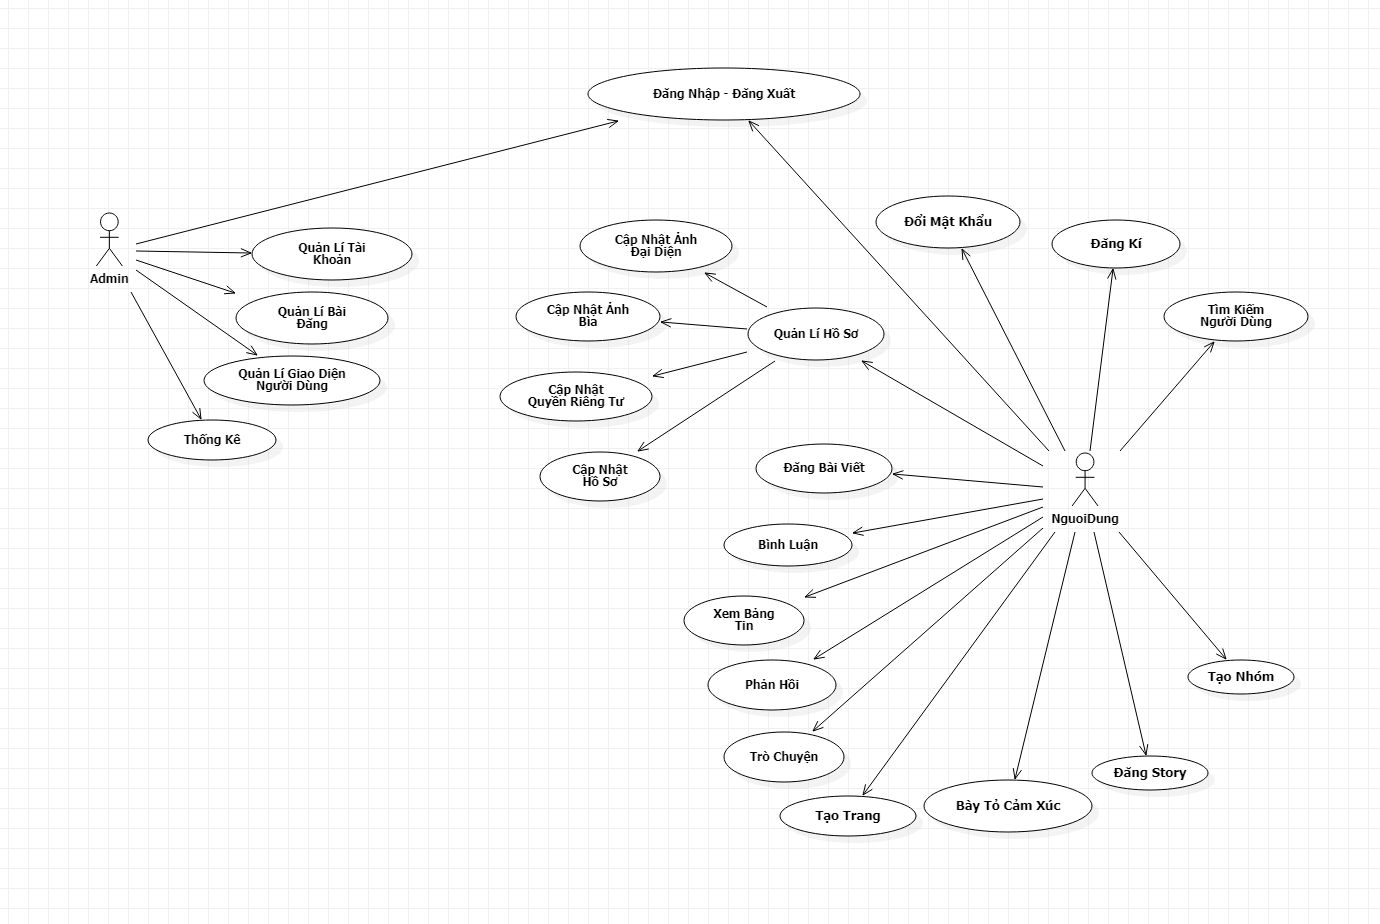 Đăng Nhập - Đăng Xuất
Đổi Mật Khẩu
Đăng Kí
Cập Nhật Ảnh
Đại Diện
Quản Lí Tài
Khoản
Admin
Quản Lí Bài
Đăng
Cập Nhật Ảnh
Bìa
Quản Lí Hồ Sơ
Tìm Kiếm
Người Dùng
Quản Lí Giao Diện
Người Dùng
Cập Nhật
Quyền Riêng Tư
Thống Kê
Cập Nhật
Hồ Sơ
Đăng Bài Viết
NguoiDung
Bình Luận
Xem Bảng
Tin
Phản Hồi
Tạo Nhóm
Trò Chuyện
Đăng Story
Tạo Trang
Bày Tỏ Cảm Xúc